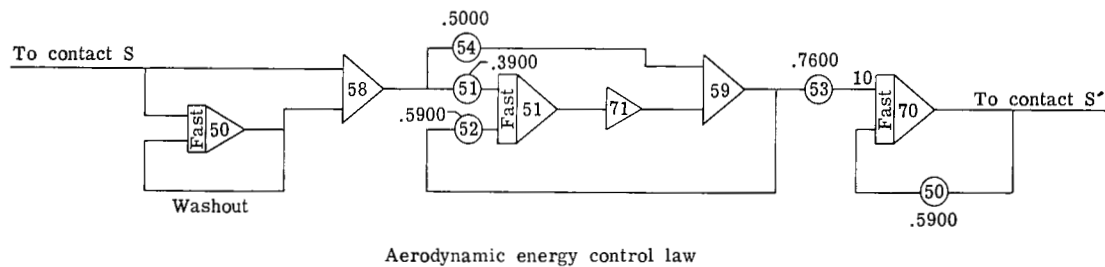 .5000
To contact S
54
.3900
.7600
58
51
Fast
51
71
59
53
10
Fast
70
To contact S'
.5900
52
Fast
50
Washout
50
.5900
Aerodynamic energy control law